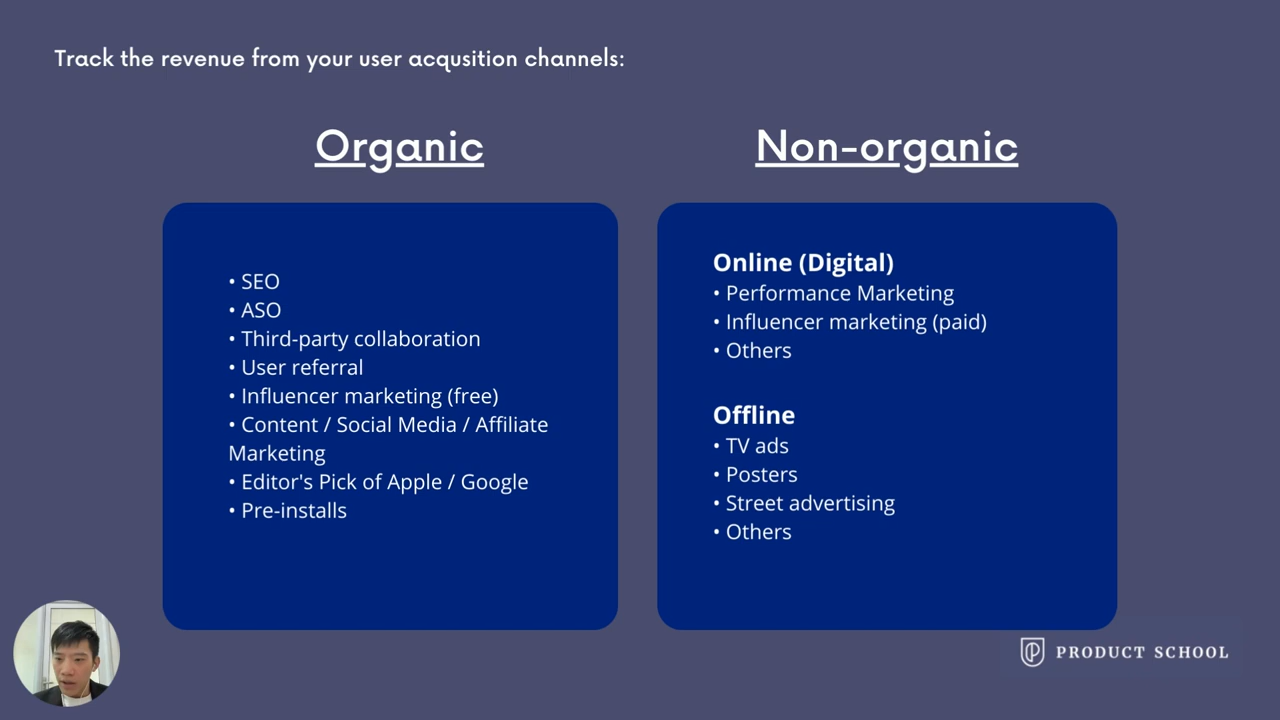 Track the revenue from your user acqusition channels:
Organic
• SEO
• ASO
• Third-party collaboration
• User referral
• Influencer marketing (free)
• Content / Social Media / Affiliate
Marketing
• Editor's Pick of Apple / Google
• Pre-installs
Non-organic
Online (Digital)
• Performance Marketing
• Influencer marketing (paid)
• Others
Offline
• TV ads
• Posters
• Street advertising
• Others
PRODUCT SCHOOL